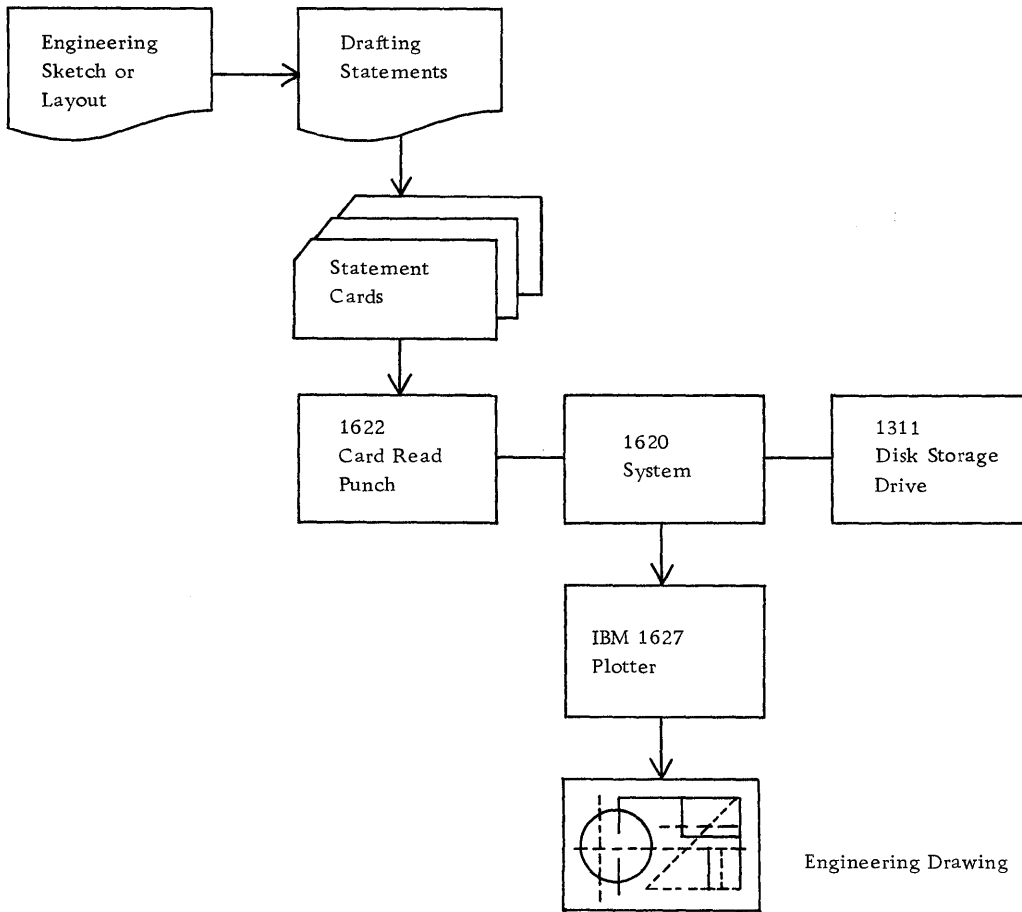 Engineering
Sketch or
Layout
Drafting
Statements
Statement
Cards
1622
Card Read
Punch
1620
System
1311
Disk Storage
Drive
IBM 1627
Plotter
Engineering Drawing